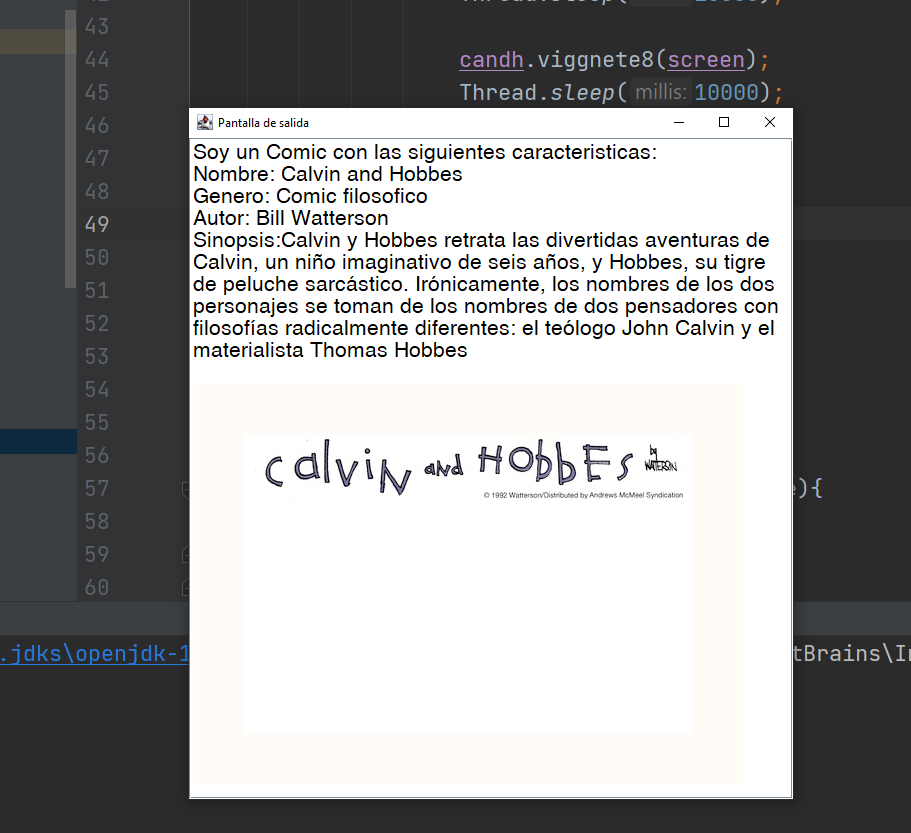 42
Thread.sleep( 10000);
43
44 candh.viggnete8(screen);
45 Thread.sleep( millis: 10000);
46
Pantalla de salida
47 Soy un Comic con las siguientes caracteristicas:
Nombre: Calvin and Hobbes
48 Genero: Comic filosofico
49 Autor: Bill Watterson
Sinopsis:Calvin y Hobbes retrata las divertidas aventuras de
50 Calvin, un niño imaginativo de seis años, y Hobbes, su tigre
51 de peluche sarcástico. Irónicamente, los nombres de los dos
52 personajes se toman de los nombres de dos pensadores con
filosofías radicalmente diferentes: el teólogo John Calvin y el
53 materialista Thomas Hobbes
54
55
56 calviN and HObbEs by WATERSON
57 © 1992 Watterson/Distributed by Andrews McMeel Syndication ){
58
59
60
.jdks\openjdk-1 tBrains\I